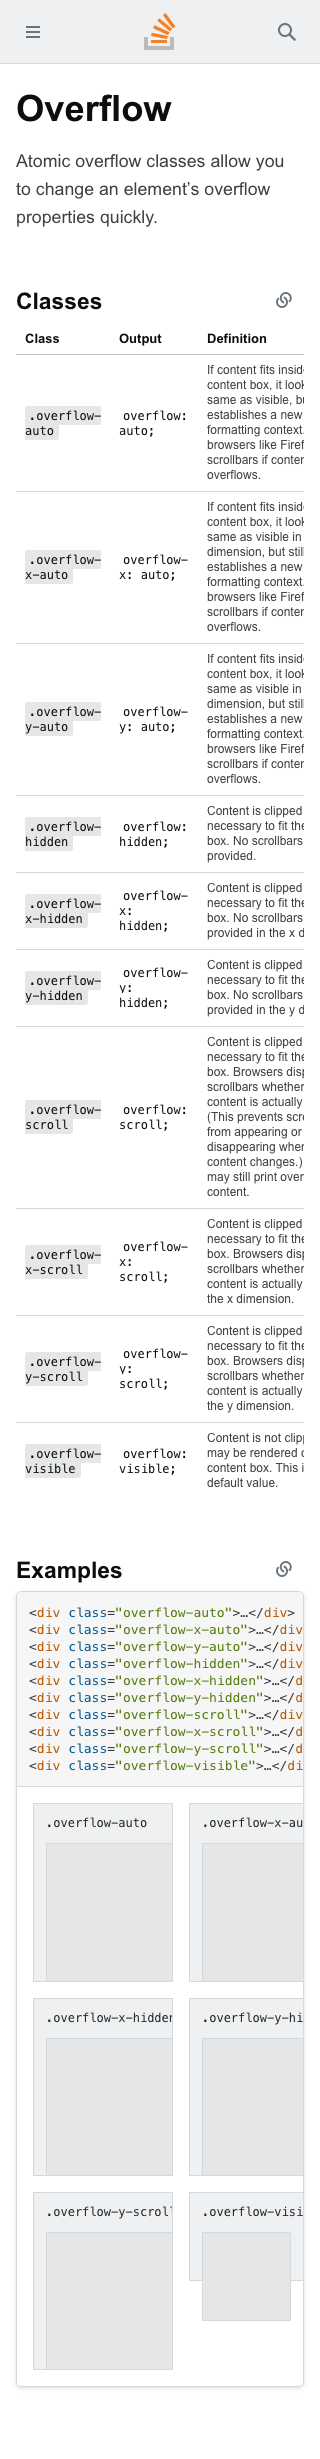 Overflow
Atomic overflow classes allow you
to change an element’s overflow
properties quickly.
Classes
Class Output Definition
If content fits insid
content box, it look
same as visible, bu
establishes a new
formatting context.
browsers like Firef
scrollbars if conter
overflows.
.overflow-
auto
overflow:
auto;
If content fits insid
content box, it look
same as visible in
dimension, but still
establishes a new
formatting context
browsers like Firef
scrollbars if conter
overflows.
.overflow-
x-auto
overflow-
x: auto;
If content fits insid
content box, it look
same as visible in
dimension, but still
establishes a new
formatting context
browsers like Firef
scrollbars if conter
overflows.
.overflow-
y-auto
overflow-
y: auto;
Content is clipped
necessary to fit the
box. No scrollbars
provided.
.overflow-
hidden
overflow:
hidden;
Content is clipped
necessary to fit the
box. No scrollbars
provided in the x d
.overflow-
x-hidden
overflow-
x:
hidden;
Content is clipped
necessary to fit the
box. No scrollbars
provided in the y d
.overflow-
y-hidden
overflow-
y:
hidden;
Content is clipped
necessary to fit the
box. Browsers disp
scrollbars whether
content is actually
(This prevents scro
from appearing or
disappearing wher
content changes.)
may still print over
content.
.overflow-
scroll
overflow:
scroll;
Content is clipped
necessary to fit the
box. Browsers disp
scrollbars whether
content is actually
the x dimension.
.overflow-
x-scroll
overflow-
x:
scroll;
Content is clipped
necessary to fit the
box. Browsers disp
scrollbars whether
content is actually
the y dimension.
.overflow-
y-scroll
overflow-
y:
scroll;
Content is not clipp
may be rendered o
content box. This i
default value.
.overflow-
visible
overflow:
visible;
Examples
<div class="overflow-auto">…</div>
<div class="overflow-x-auto">…</div
<div class="overflow-y-auto">…</div
<div class="overflow-hidden">…</div
<div class="overflow-x-hidden">…</d
<div class="overflow-y-hidden">…</d
<div class="overflow-scroll">…</div
<div class="overflow-x-scroll">…</d
<div class="overflow-y-scroll">…</d
<div class="overflow-visible">…</di
.overflow-auto .overflow-x-au
.overflow-x-hidden .overflow-y-hi
.overflow-y-scroll .overflow-visi